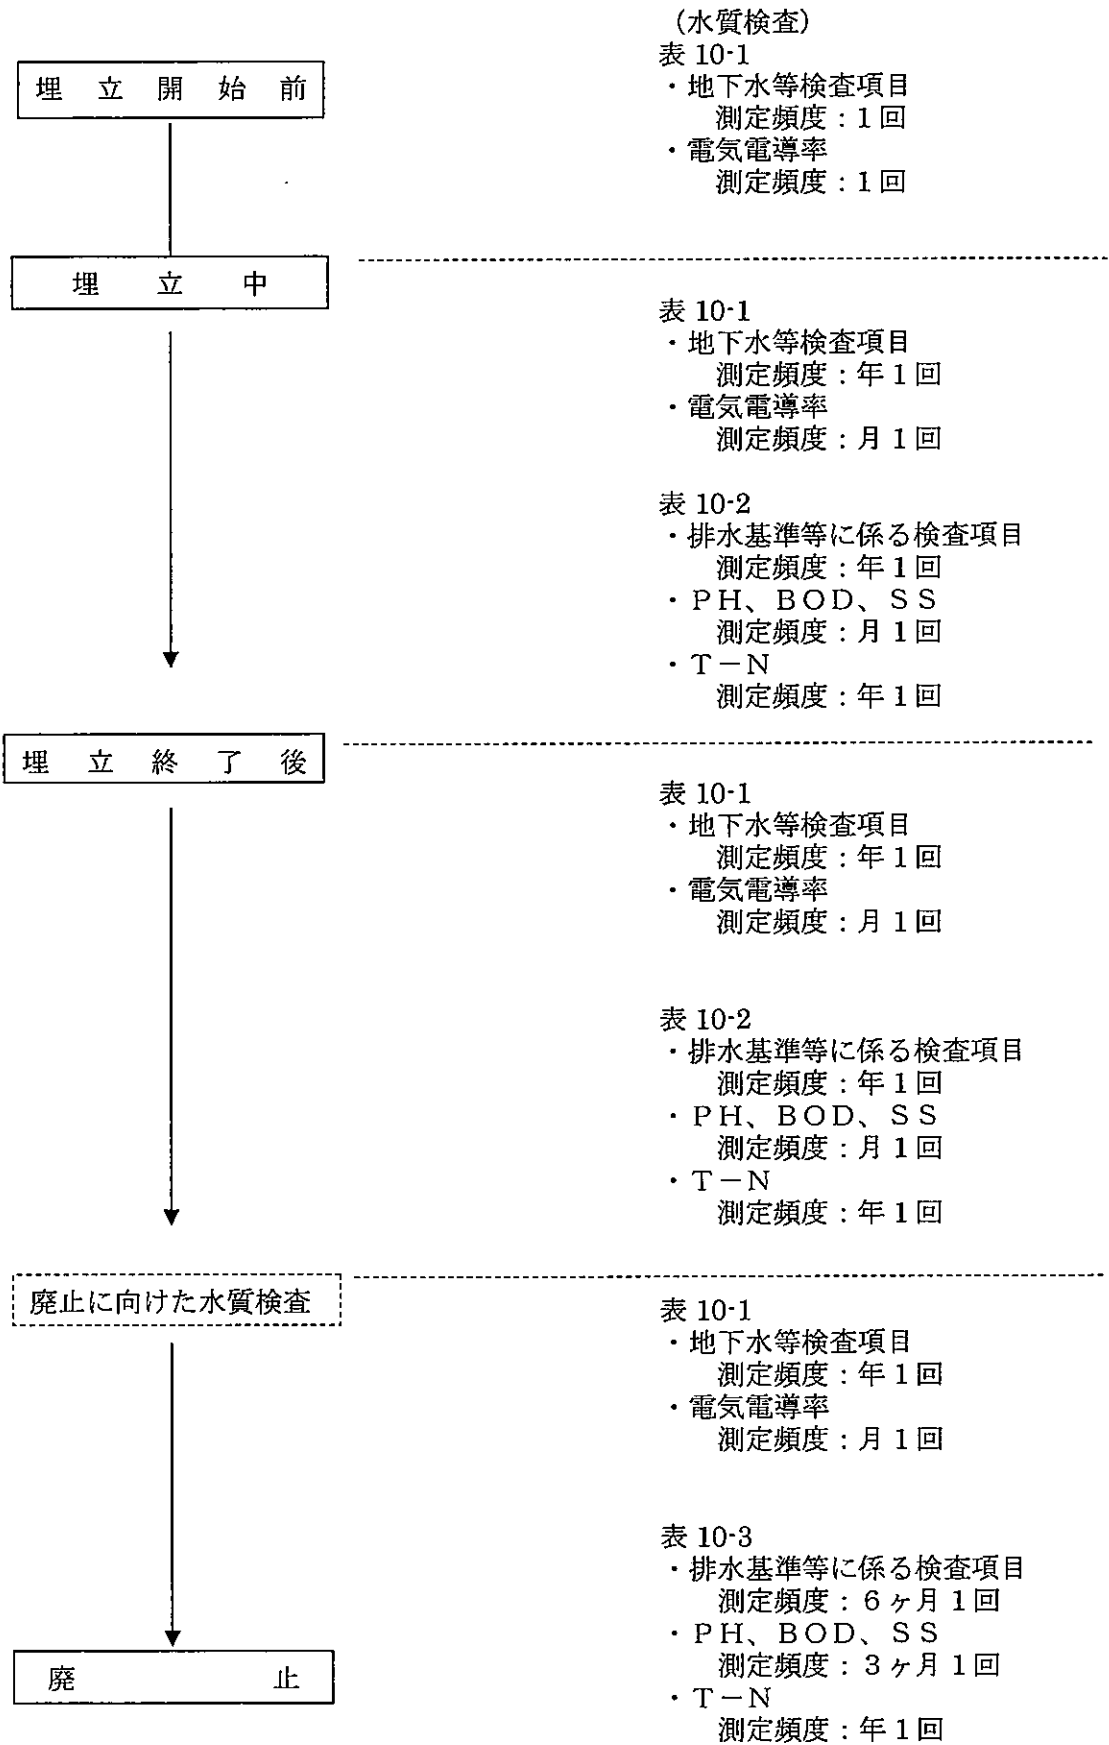 (水質検査)
表 10-1
埋立開始前
・地下水等検査項目
測定頻度：1回
・電気電導率
測定頻度：1回
埋立中
表 10-1
・地下水等検査項目
測定頻度：年1回
・電気電導率
測定頻度：月1回
表 10-2
・排水基準等に係る検査項目
測定頻度：年1回
・PH、BOD、SS
測定頻度：月1回
・T－N
測定頻度：年1回
埋立終了後
表 10-1
・地下水等検査項目
測定頻度：年1回
・電気電導率
測定頻度：月1回
表 10-2
・排水基準等に係る検査項目
測定頻度：年1回
・PH、BOD、SS
測定頻度：月1回
・T－N
測定頻度：年1回
廃止に向けた水質検査
表 10-1
・地下水等検査項目
測定頻度：年1回
・電気電導率
測定頻度：月1回
表 10-3
・排水基準等に係る検査項目
測定頻度：6ヶ月1回
・PH、BOD、SS
測定頻度：3ヶ月1回
廃止
・T－N
測定頻度：年1回